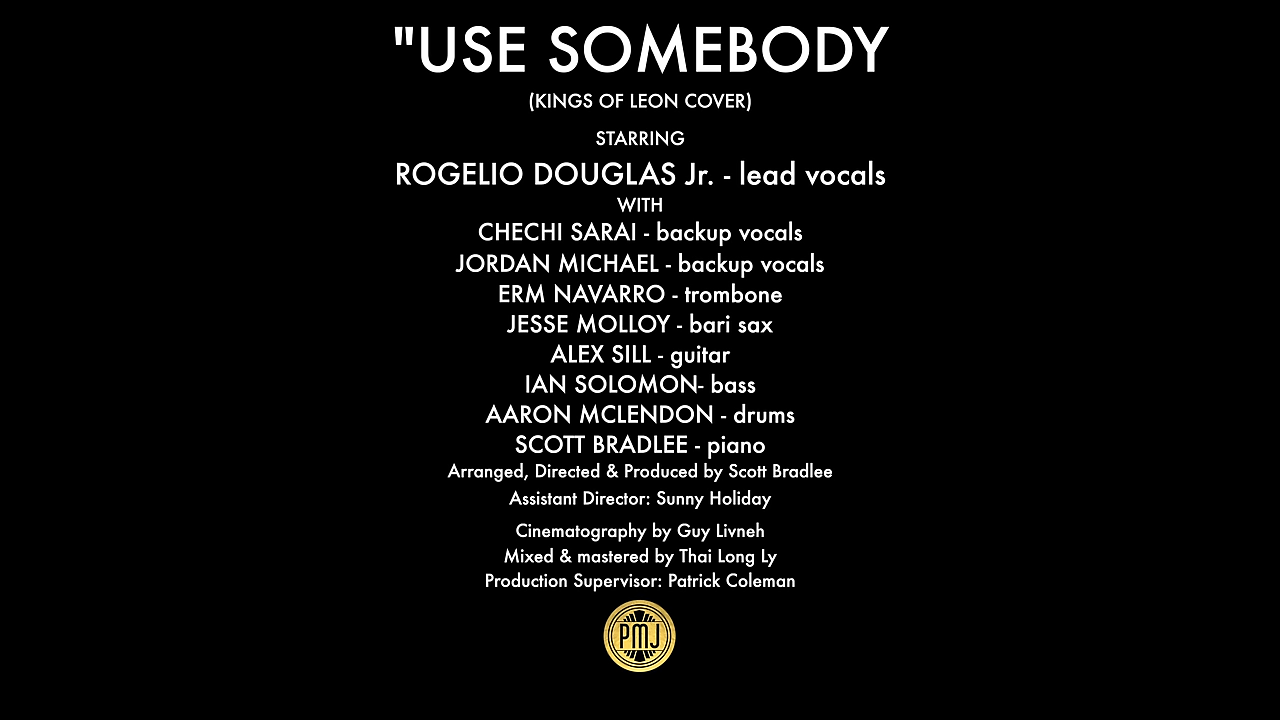 "USE SOMEBODY
(KINGS OF LEON COVER)
STARRING
ROGELIO DOUGLAS Jr. - lead vocals
WITH
CHECHI SARAI - backup vocals
JORDAN MICHAEL - backup vocals
ERM NAVARRO - trombone
JESSE MOLLOY - bari sax
ALEX SILL - guitar
IAN SOLOMON- bass
AARON MCLENDON - drums
SCOTT BRADLEE - piano
Arranged, Directed & Produced by Scott Bradlee
Assistant Director: Sunny Holiday
Cinematography by Guy Livneh
Mixed & mastered by Thai Long Ly
Production Supervisor: Patrick Coleman
PMJ